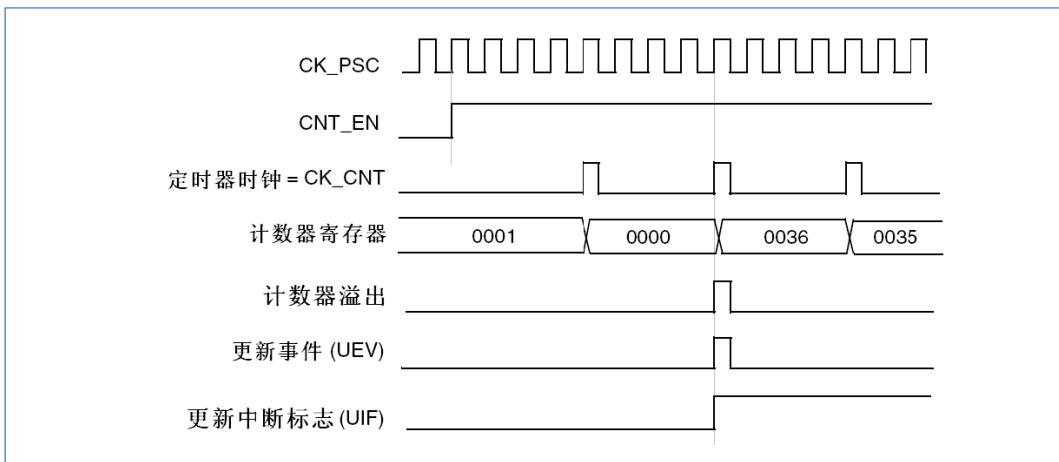 CK_PSC
CNT_EN
定时器时钟 = CK_CNT
计数器寄存器 0001 0000 0036 0035
计数器溢出
更新事件 (UEV)
更新中断标志 (UIF)